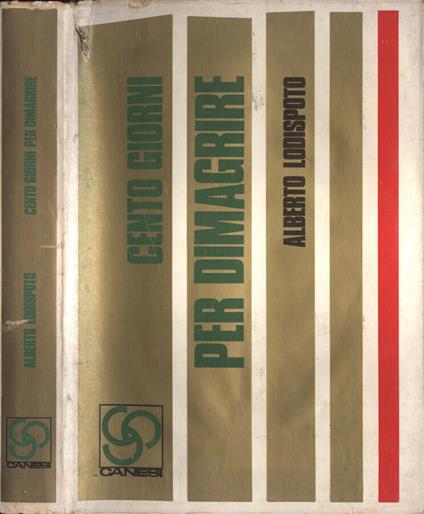 ALBERTO LODISPOTO
CENTO GIORNI PER DIMAGRIRE
CANESI
CENTO GIORNI
PER DIMAGRIRE
ALBERTO LODISPOTO
CANESI